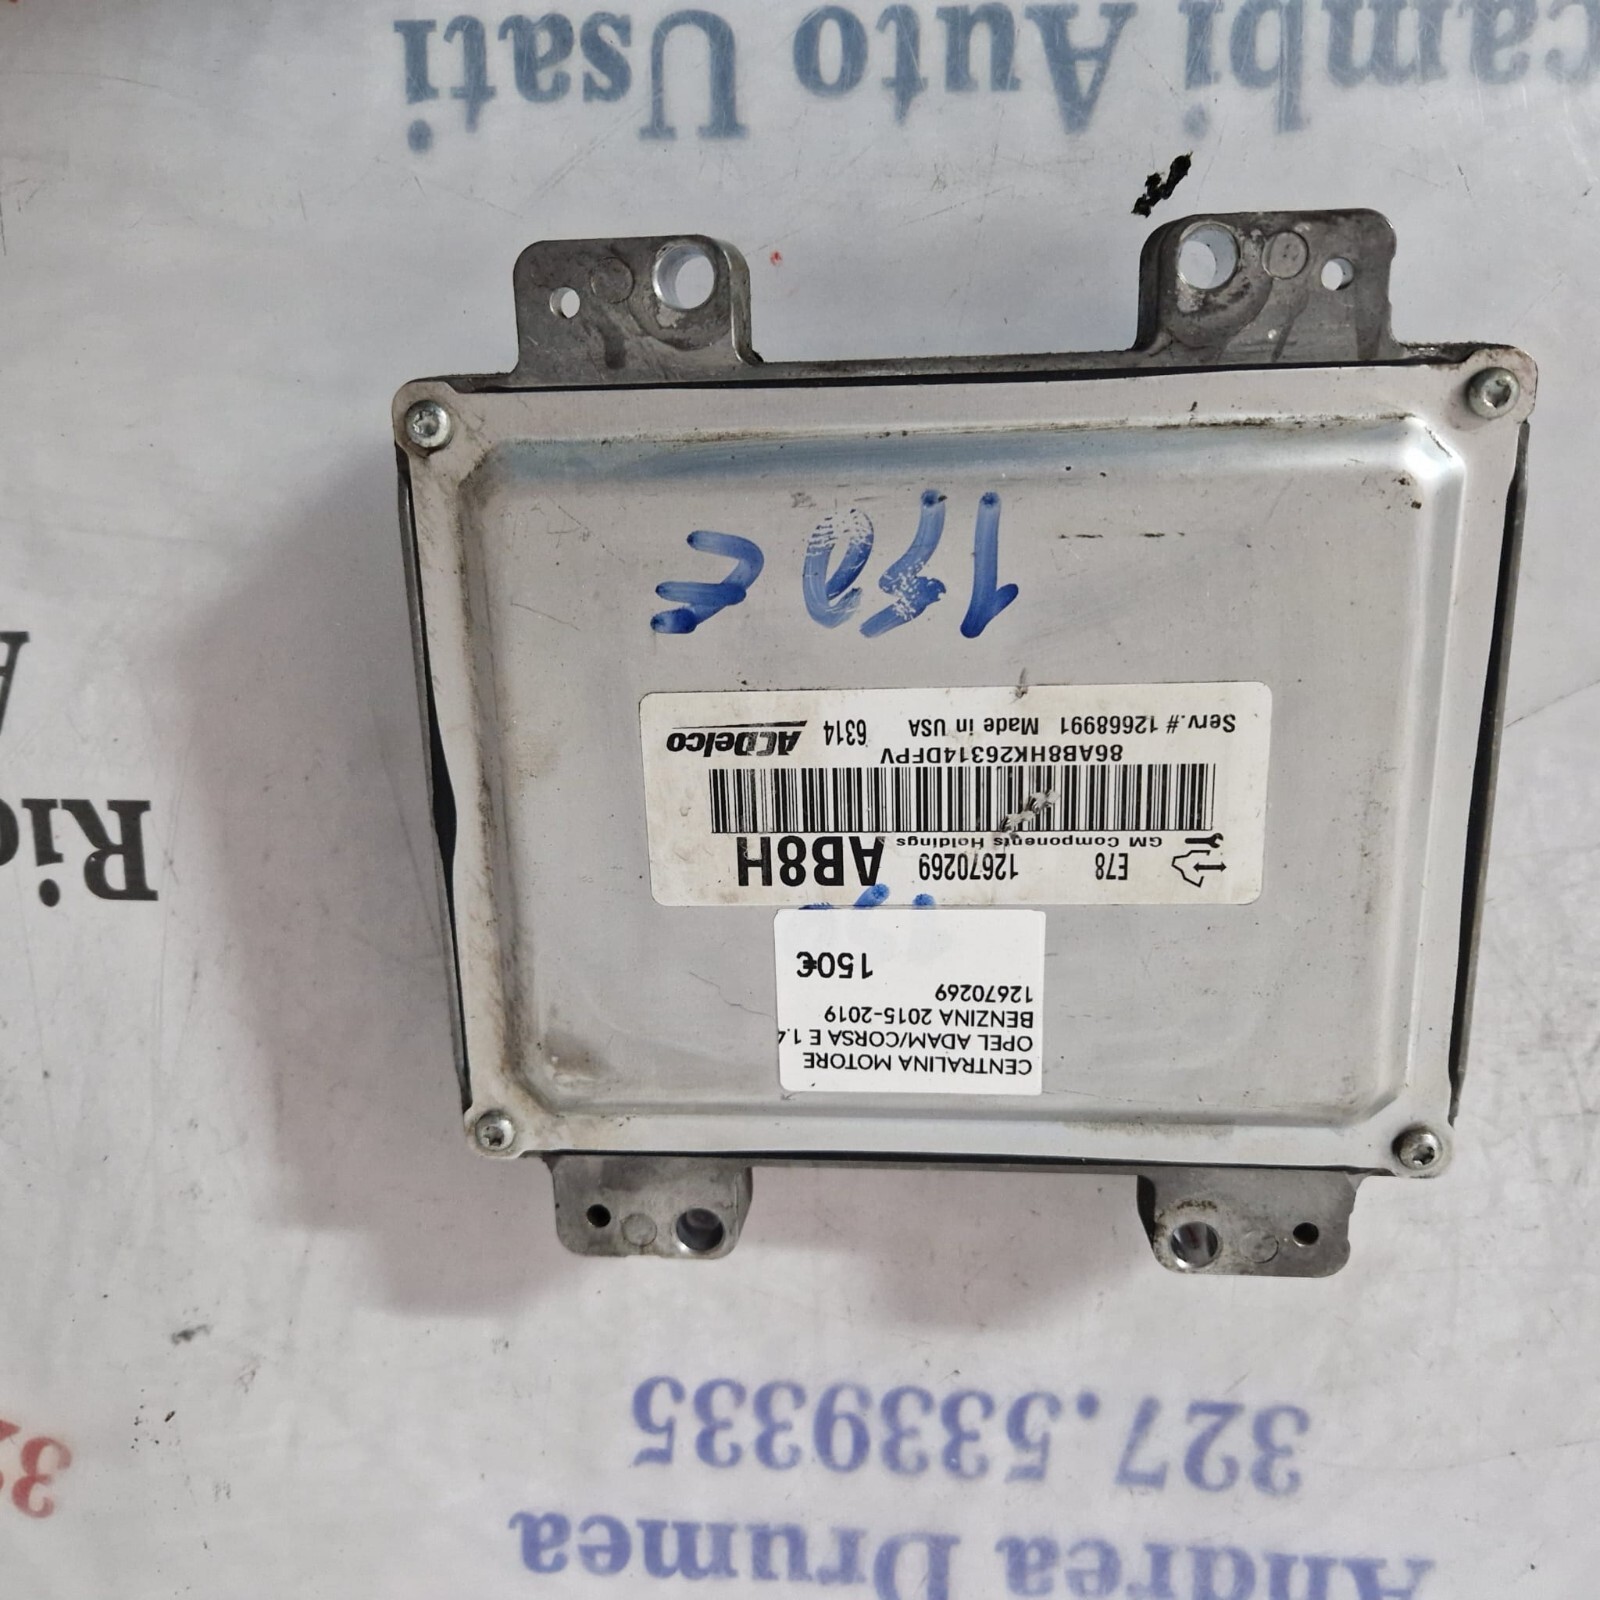 Andrea Drumea
327.5339335
CENTRALINA MOTORE
OPEL ADAM/CORSA E 1.4
BENZINA 2015-2019
12670269
150€
E78 12670269 AB8H
GM Components Holdings
86AB8HK26314DFPV
Serv.# 12668991 Made in USA 6314 ACDelco
150 €
Auto Usati